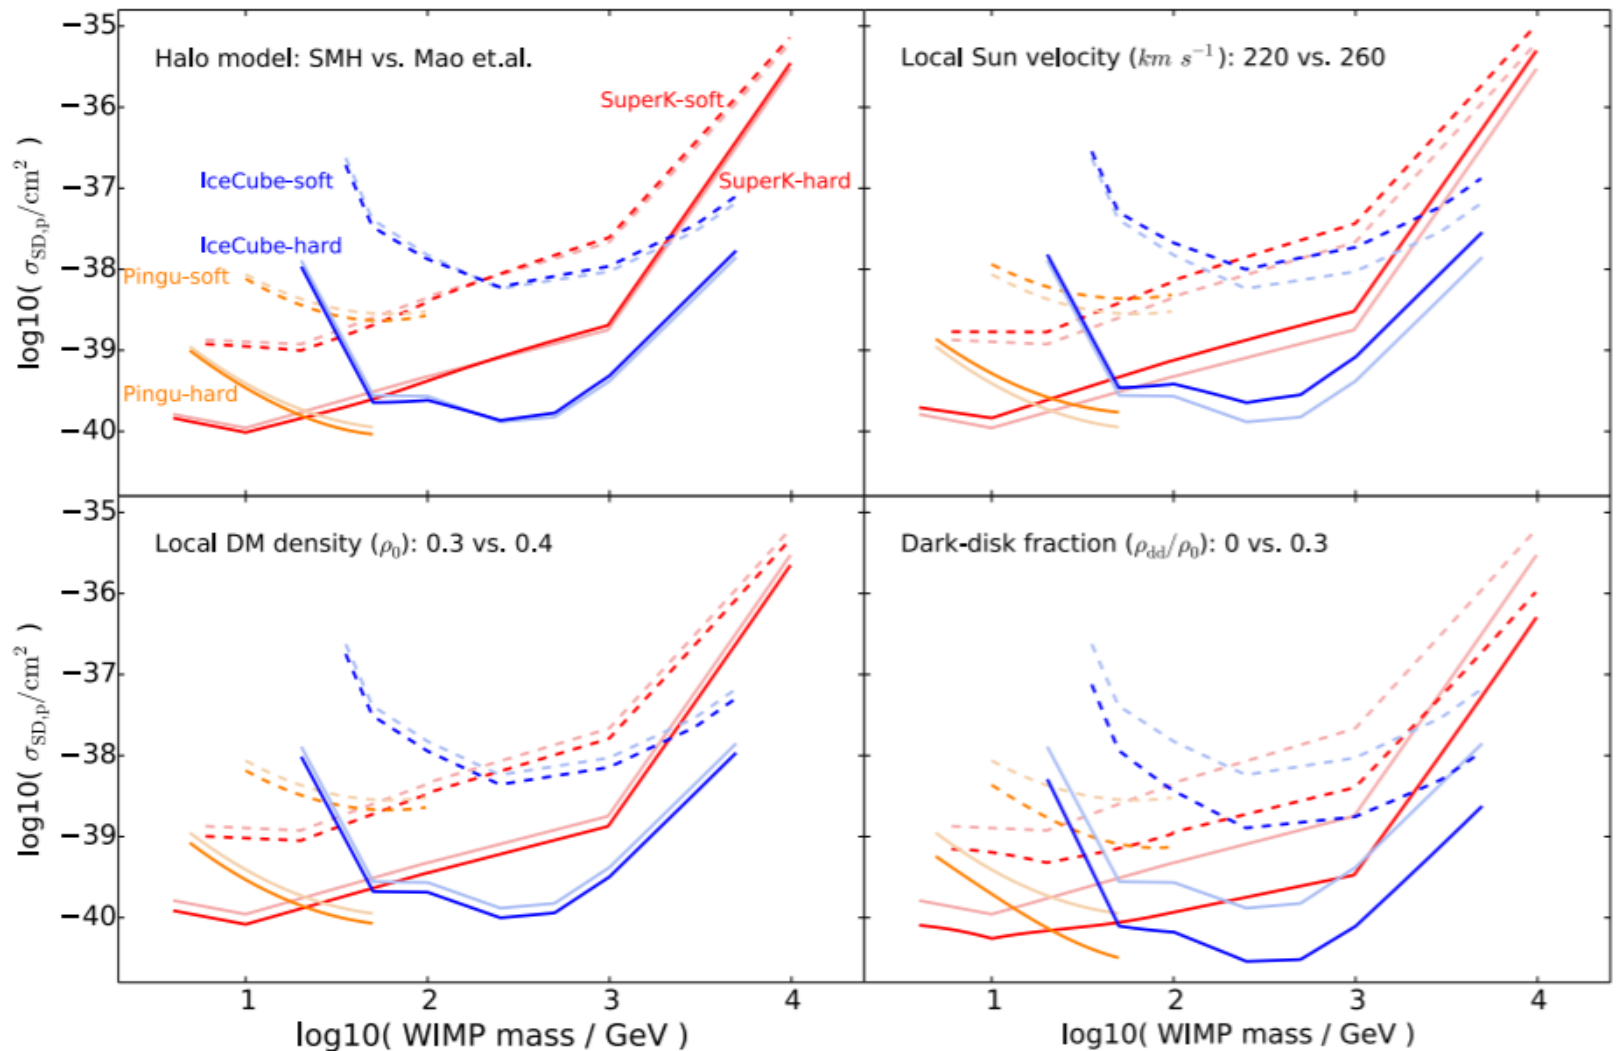 Halo model: SMH vs. Mao et.al.
SuperK-soft
SuperK-hard
IceCube-soft
IceCube-hard
Pingu-soft
Pingu-hard
−35
−36
−37
−38
−39
−40
log10( σ_SD,p/cm² )
Local Sun velocity (km s⁻¹): 220 vs. 260
Local DM density (ρ₀): 0.3 vs. 0.4
−35
−36
−37
−38
−39
−40
log10( σ_SD,p/cm² )
1 2 3 4
log10( WIMP mass / GeV )
Dark-disk fraction (ρ_dd/ρ₀): 0 vs. 0.3
1 2 3 4
log10( WIMP mass / GeV )